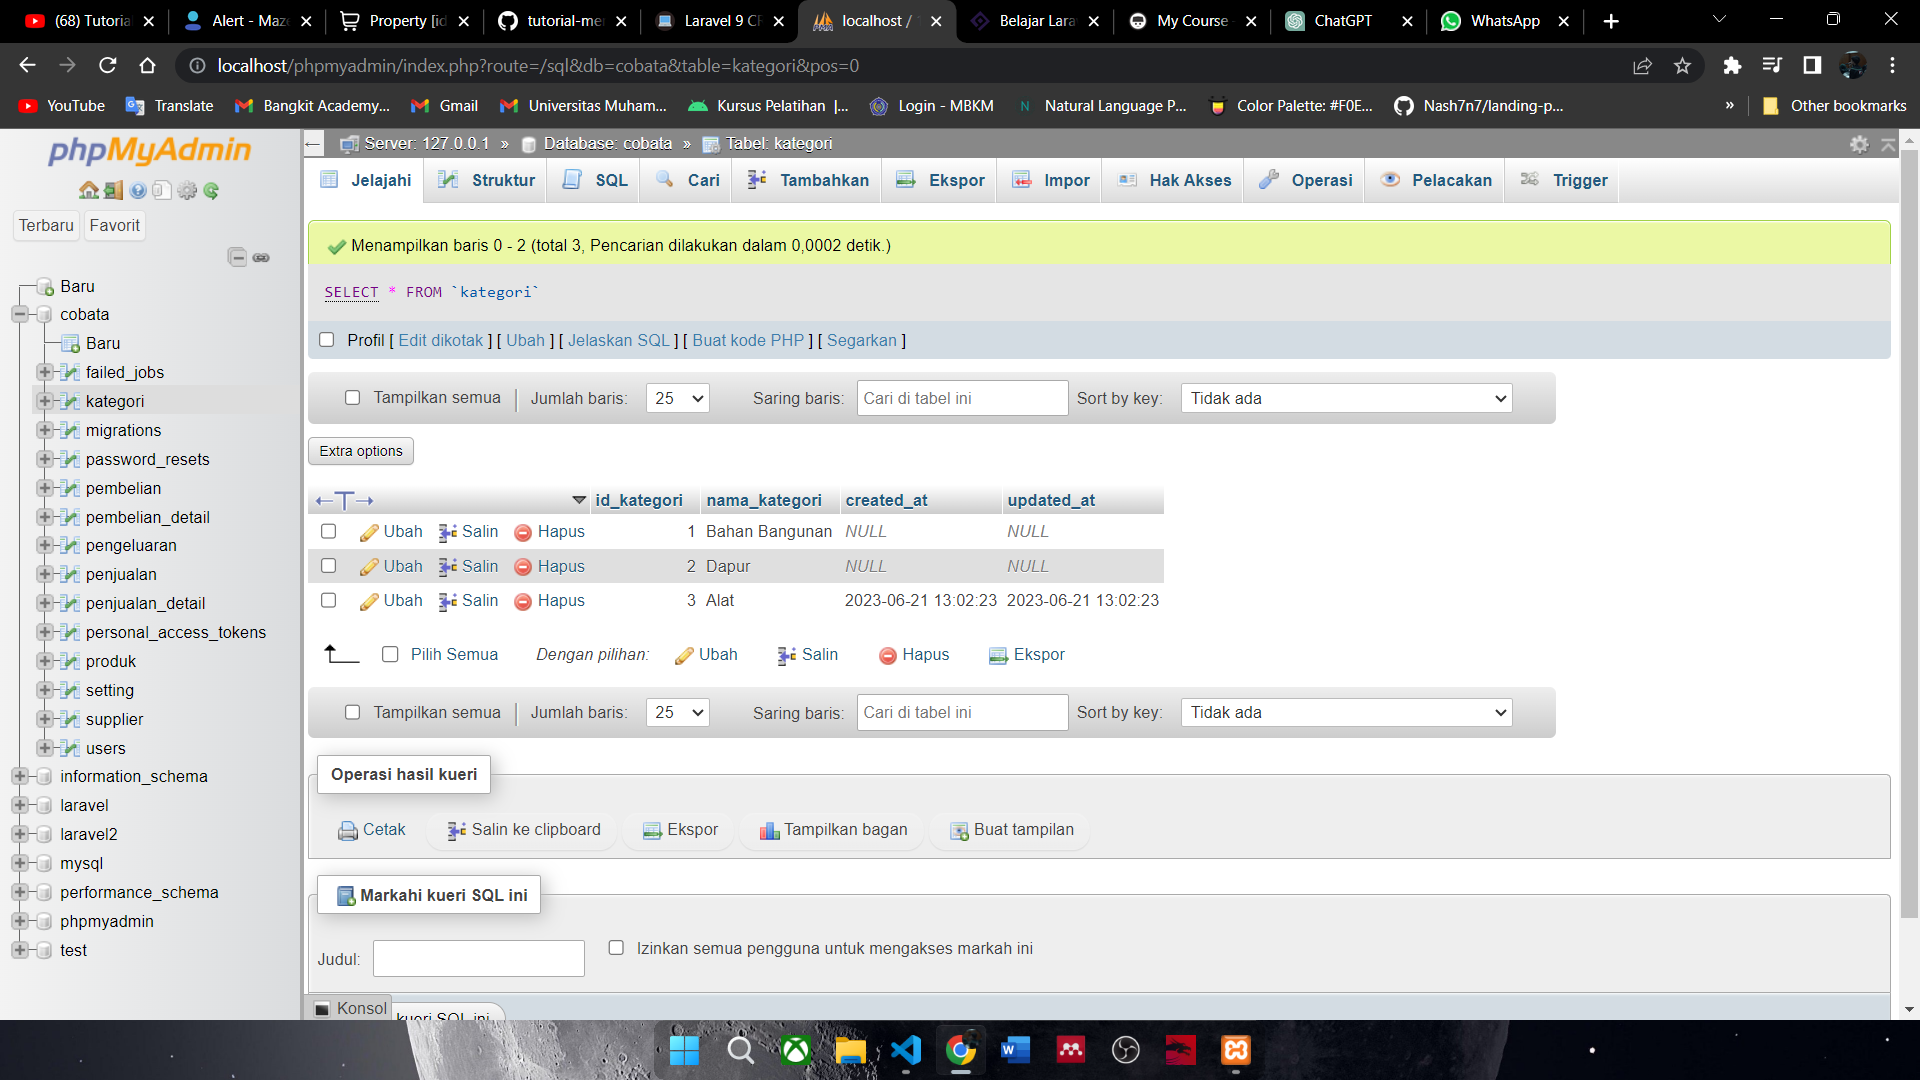 (68) Tutoria
Alert - Maze
Property [id
tutorial-mer
Laravel 9 CF
localhost / 1
Belajar Lara
My Course -
ChatGPT
WhatsApp
localhost/phpmyadmin/index.php?route=/sql&db=cobata&table=kategori&pos=0
YouTube
Translate
Bangkit Academy...
Gmail
Universitas Muham...
Kursus Pelatihan |...
Login - MBKM
Natural Language P...
Color Palette: #F0E...
Nash7n7/landing-p...
»
Other bookmarks
phpMyAdmin
Terbaru
Favorit
Baru
cobata
Baru
failed_jobs
kategori
migrations
password_resets
pembelian
pembelian_detail
pengeluaran
penjualan
penjualan_detail
personal_access_tokens
produk
setting
supplier
users
information_schema
laravel
laravel2
mysql
performance_schema
phpmyadmin
test
Server: 127.0.0.1 » Database: cobata » Tabel: kategori
Jelajahi
Struktur
SQL
Cari
Tambahkan
Ekspor
Impor
Hak Akses
Operasi
Pelacakan
Trigger
Menampilkan baris 0 - 2 (total 3, Pencarian dilakukan dalam 0,0002 detik.)
SELECT * FROM `kategori`
Profil [ Edit dikotak ] [ Ubah ] [ Jelaskan SQL ] [ Buat kode PHP ] [ Segarkan ]
Tampilkan semua | Jumlah baris: 25 Saring baris: Cari di tabel ini Sort by key: Tidak ada
Extra options
←T→ id_kategori nama_kategori created_at updated_at
Ubah Salin Hapus 1 Bahan Bangunan NULL NULL
Ubah Salin Hapus 2 Dapur NULL NULL
Ubah Salin Hapus 3 Alat 2023-06-21 13:02:23 2023-06-21 13:02:23
Pilih Semua Dengan pilihan: Ubah Salin Hapus Ekspor
Tampilkan semua | Jumlah baris: 25 Saring baris: Cari di tabel ini Sort by key: Tidak ada
Operasi hasil kueri
Cetak Salin ke clipboard Ekspor Tampilkan bagan Buat tampilan
Markahi kueri SQL ini
Judul: Izinkan semua pengguna untuk mengakses markah ini
Konsol
kueri SQL ini